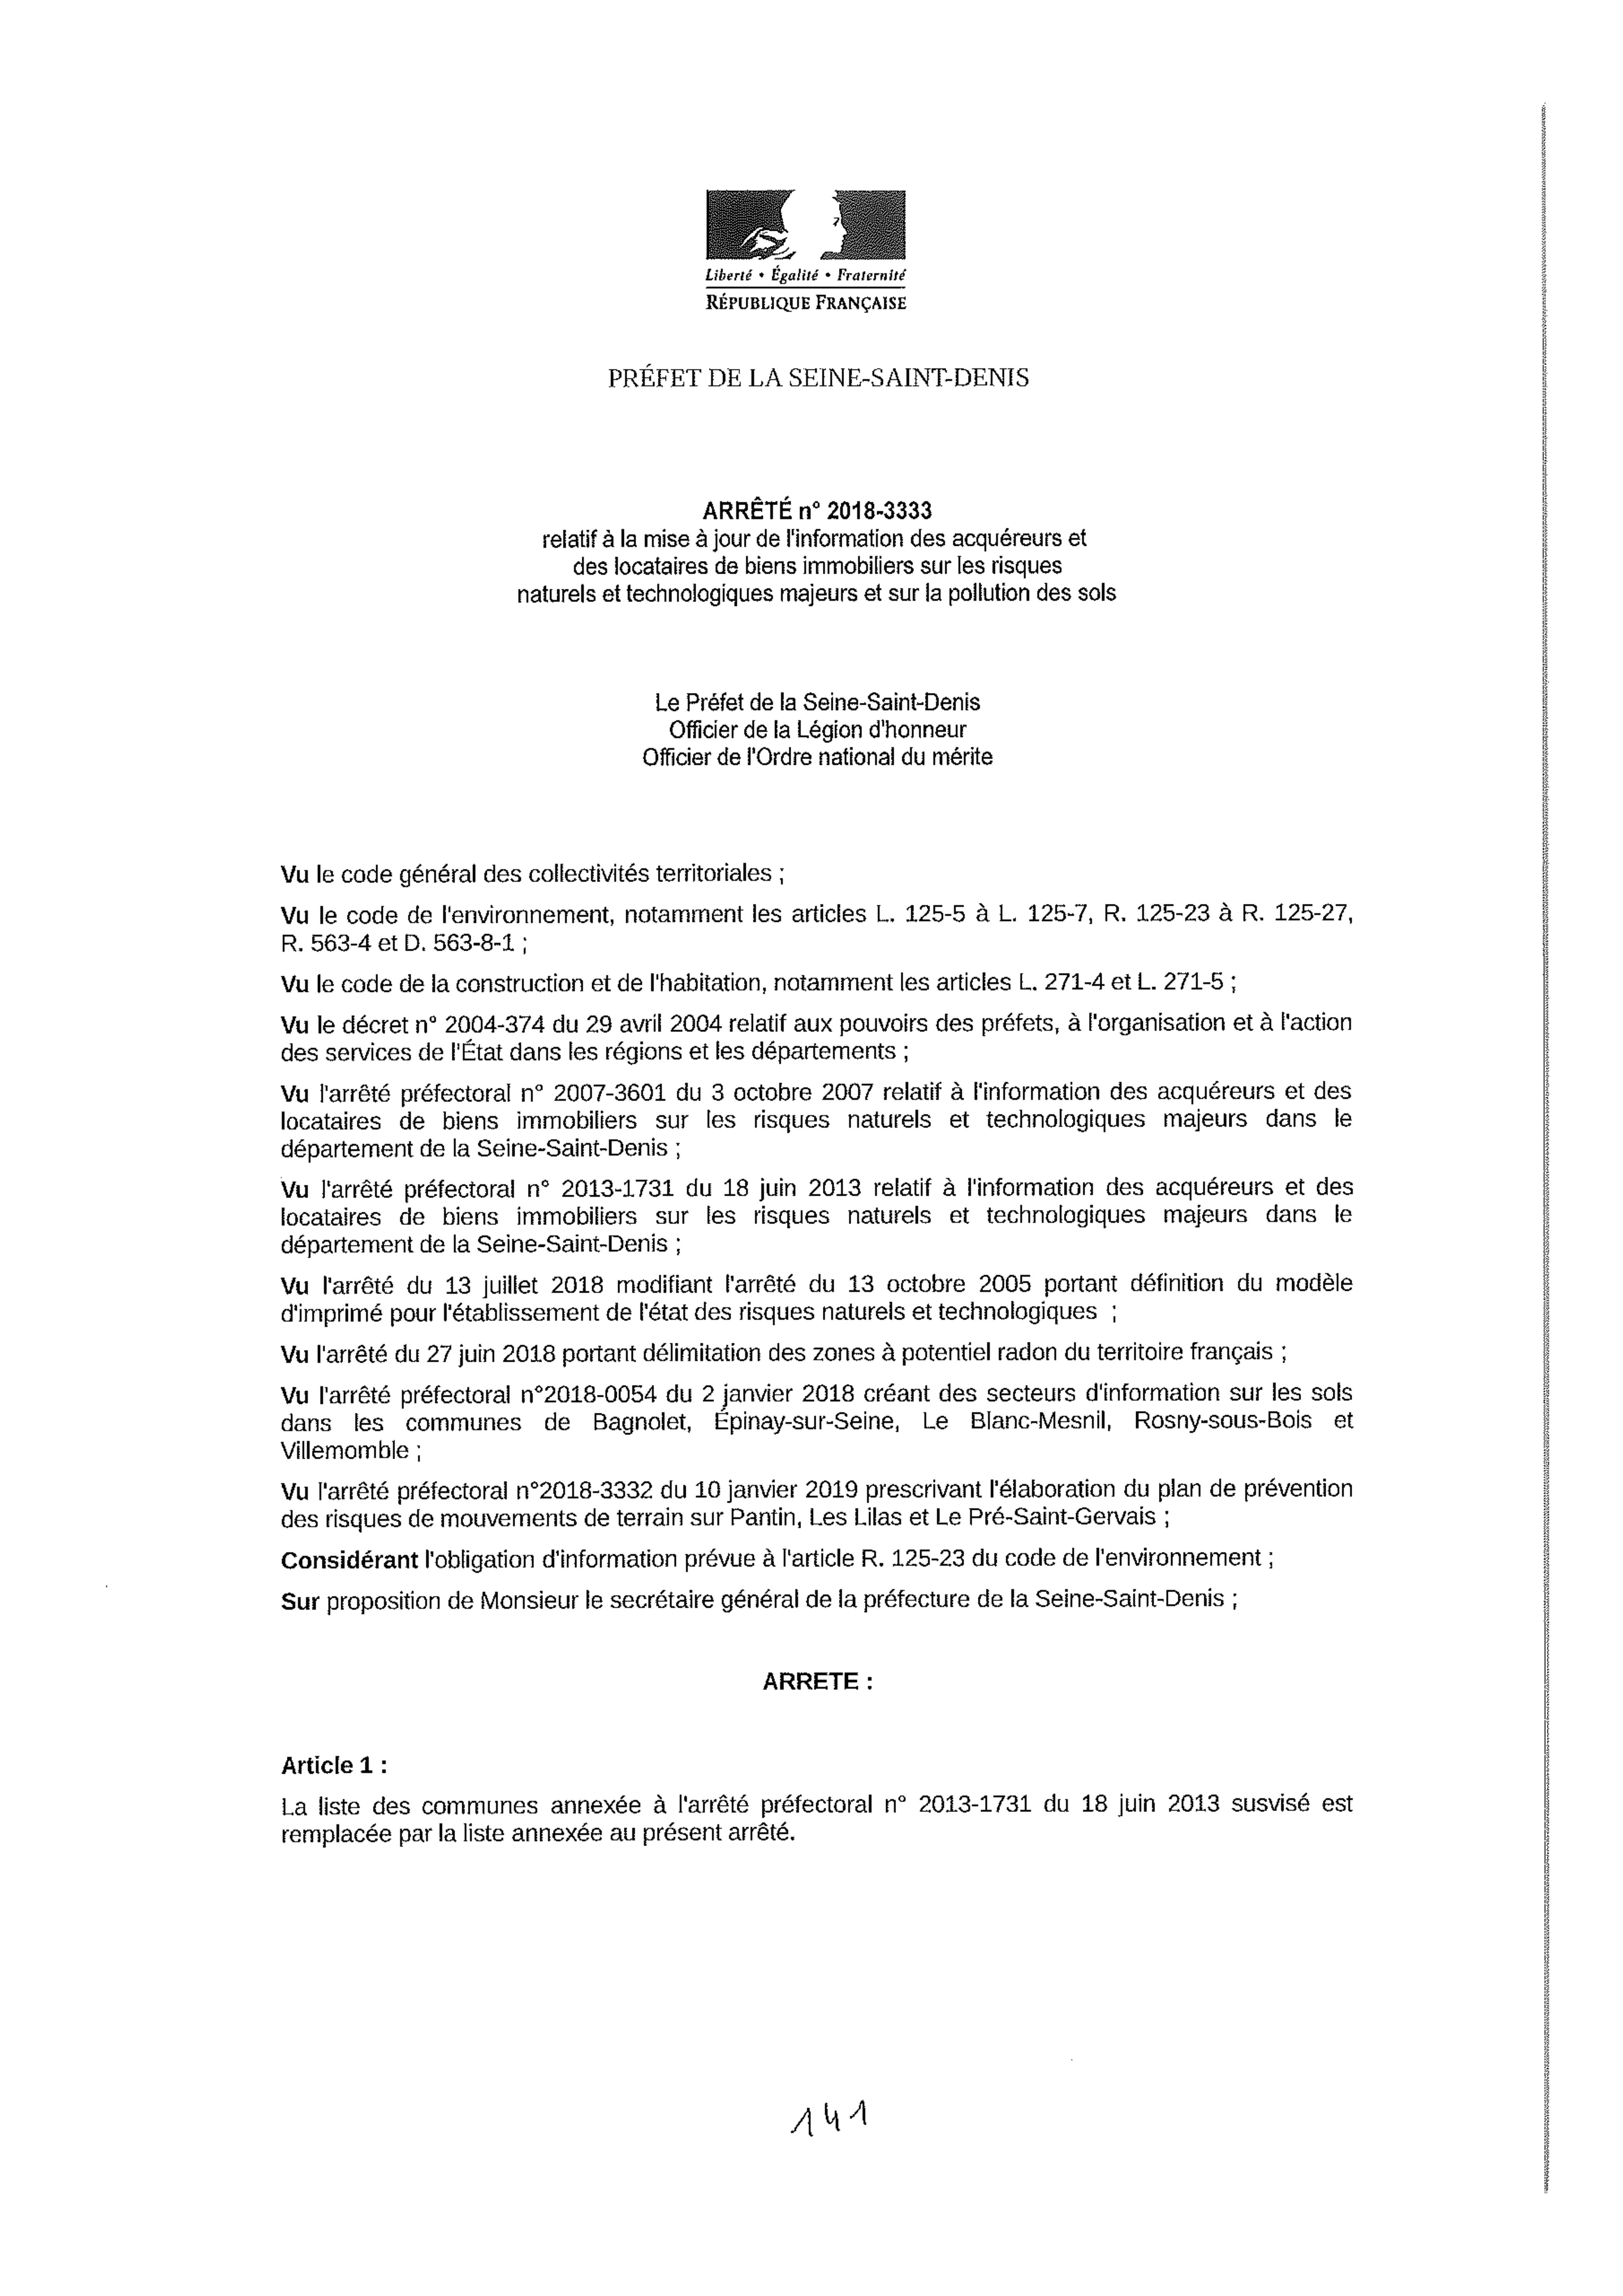 Liberté • Égalité • Fraternité
RÉPUBLIQUE FRANÇAISE
PRÉFET DE LA SEINE-SAINT-DENIS
ARRÊTÉ n° 2018-3333
relatif à la mise à jour de l'information des acquéreurs et
des locataires de biens immobiliers sur les risques
naturels et technologiques majeurs et sur la pollution des sols
Le Préfet de la Seine-Saint-Denis
Officier de la Légion d'honneur
Officier de l'Ordre national du mérite
Vu le code général des collectivités territoriales ;
Vu le code de l'environnement, notamment les articles L. 125-5 à L. 125-7, R. 125-23 à R. 125-27,
R. 563-4 et D. 563-8-1 ;
Vu le code de la construction et de l'habitation, notamment les articles L. 271-4 et L. 271-5 ;
Vu le décret n° 2004-374 du 29 avril 2004 relatif aux pouvoirs des préfets, à l'organisation et à l'action
des services de l'État dans les régions et les départements ;
Vu l'arrêté préfectoral n° 2007-3601 du 3 octobre 2007 relatif à l'information des acquéreurs et des
locataires de biens immobiliers sur les risques naturels et technologiques majeurs dans le
département de la Seine-Saint-Denis ;
Vu l'arrêté préfectoral n° 2013-1731 du 18 juin 2013 relatif à l'information des acquéreurs et des
locataires de biens immobiliers sur les risques naturels et technologiques majeurs dans le
département de la Seine-Saint-Denis ;
Vu l'arrêté du 13 juillet 2018 modifiant l'arrêté du 13 octobre 2005 portant définition du modèle
d'imprimé pour l'établissement de l'état des risques naturels et technologiques ;
Vu l'arrêté du 27 juin 2018 portant délimitation des zones à potentiel radon du territoire français ;
Vu l'arrêté préfectoral n°2018-0054 du 2 janvier 2018 créant des secteurs d'information sur les sols
dans les communes de Bagnolet, Épinay-sur-Seine, Le Blanc-Mesnil, Rosny-sous-Bois et
Villemomble ;
Vu l'arrêté préfectoral n°2018-3332 du 10 janvier 2019 prescrivant l'élaboration du plan de prévention
des risques de mouvements de terrain sur Pantin, Les Lilas et Le Pré-Saint-Gervais ;
Considérant l'obligation d'information prévue à l'article R. 125-23 du code de l'environnement ;
Sur proposition de Monsieur le secrétaire général de la préfecture de la Seine-Saint-Denis ;
ARRETE :
Article 1 :
La liste des communes annexée à l'arrêté préfectoral n° 2013-1731 du 18 juin 2013 susvisé est
remplacée par la liste annexée au présent arrêté.
141